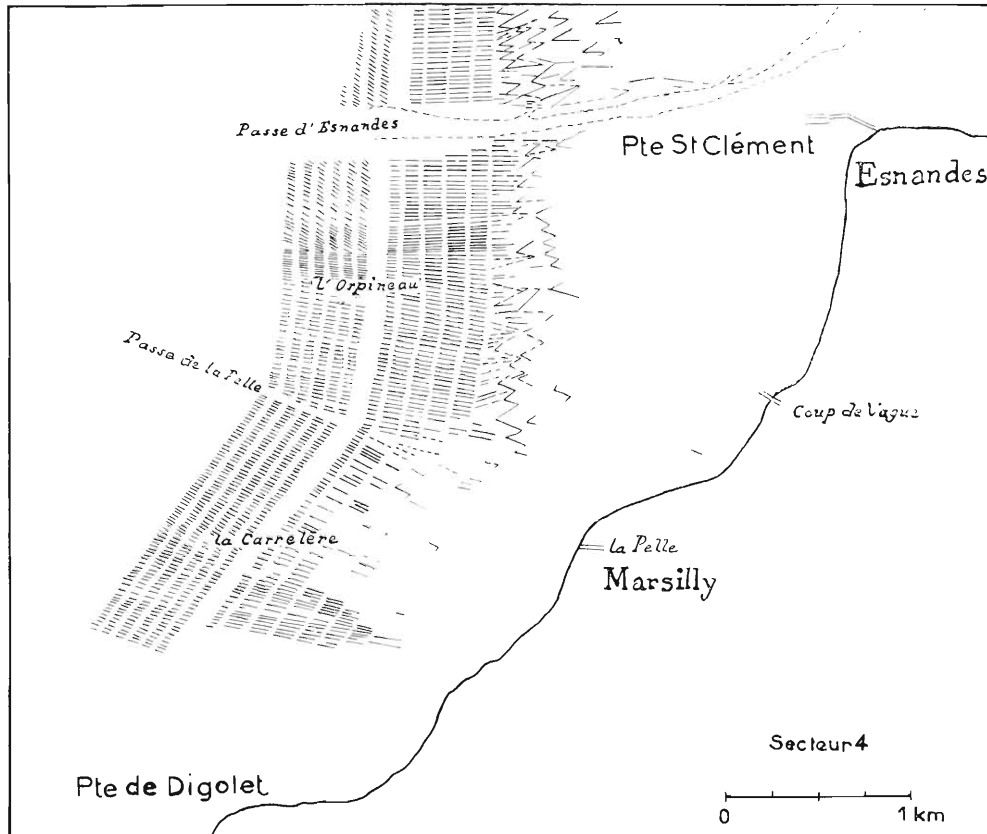 Passe d'Esnandes
Pte St Clément
Esnandes
l'Orpineau
Passe de la Pelle
Coup de l'ague
la Carrelère
la Pelle
Marsilly
Secteur 4
Pte de Digolet
0 1 km